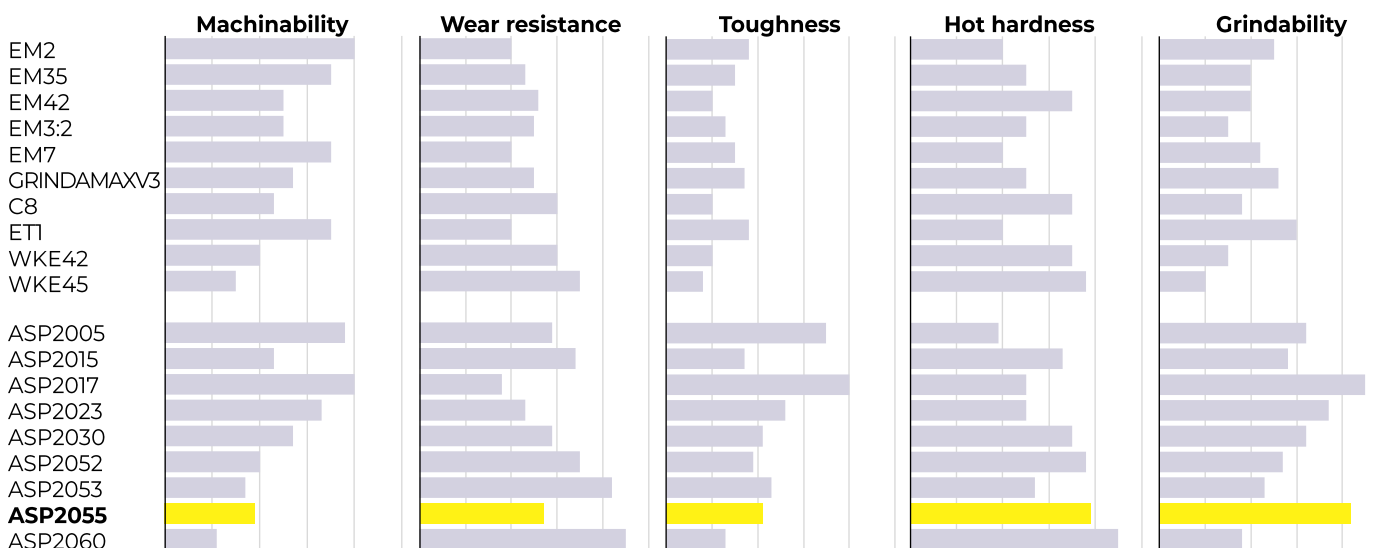 Machinability Wear resistance Toughness Hot hardness Grindability
EM2
EM35
EM42
EM3:2
EM7
GRINDAMAXV3
C8
ET1
WKE42
WKE45
ASP2005
ASP2015
ASP2017
ASP2023
ASP2030
ASP2052
ASP2053
ASP2055
ASP2060